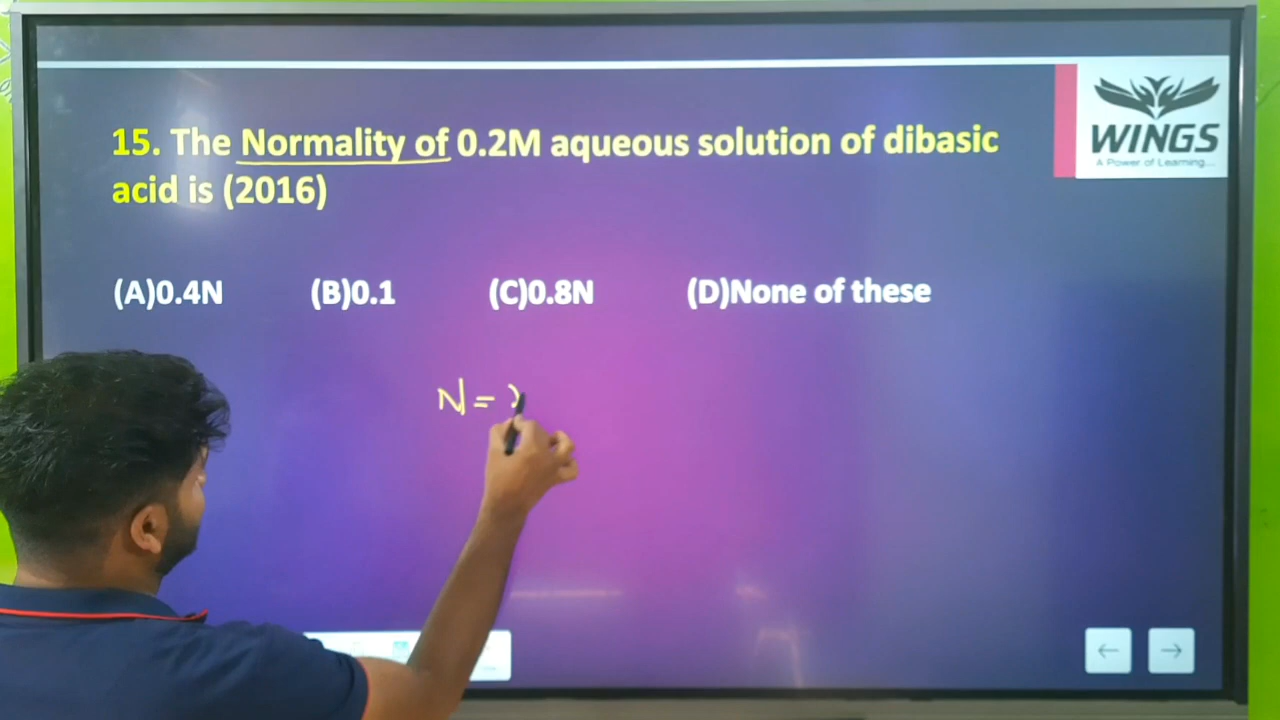 WINGS
A Power of Learning...
15. The Normality of 0.2M aqueous solution of dibasic
acid is (2016)
(A)0.4N (B)0.1 (C)0.8N (D)None of these
N =
← →